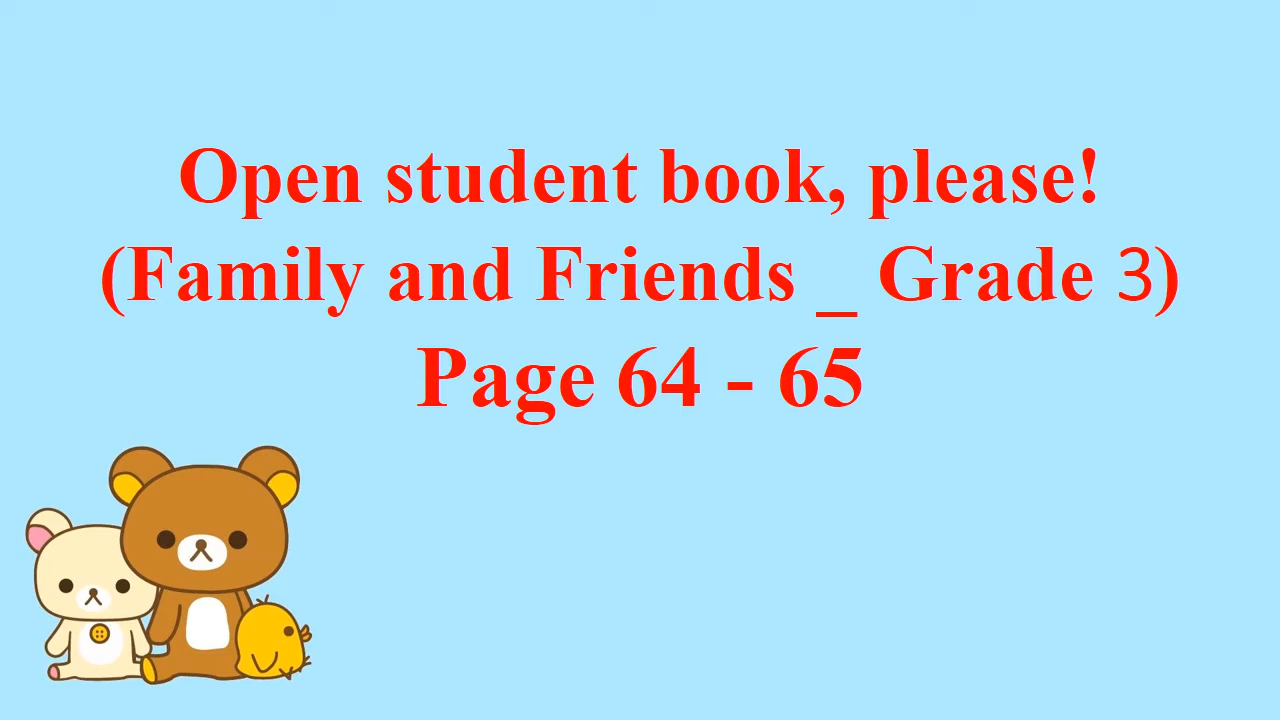 Open student book, please!
(Family and Friends _ Grade 3)
Page 64 - 65